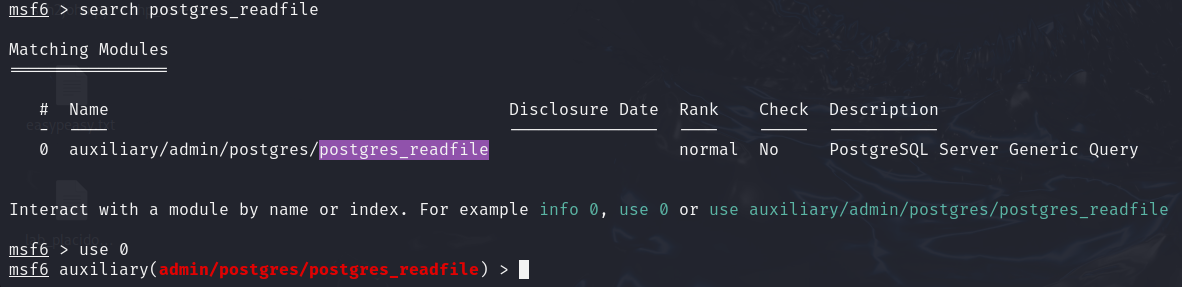 msf6 > search postgres_readfile
Matching Modules
================
# Name Disclosure Date Rank Check Description
- ---- --------------- ---- ----- -----------
0 auxiliary/admin/postgres/postgres_readfile normal No PostgreSQL Server Generic Query
Interact with a module by name or index. For example info 0, use 0 or use auxiliary/admin/postgres/postgres_readfile
msf6 > use 0
msf6 auxiliary(admin/postgres/postgres_readfile) >